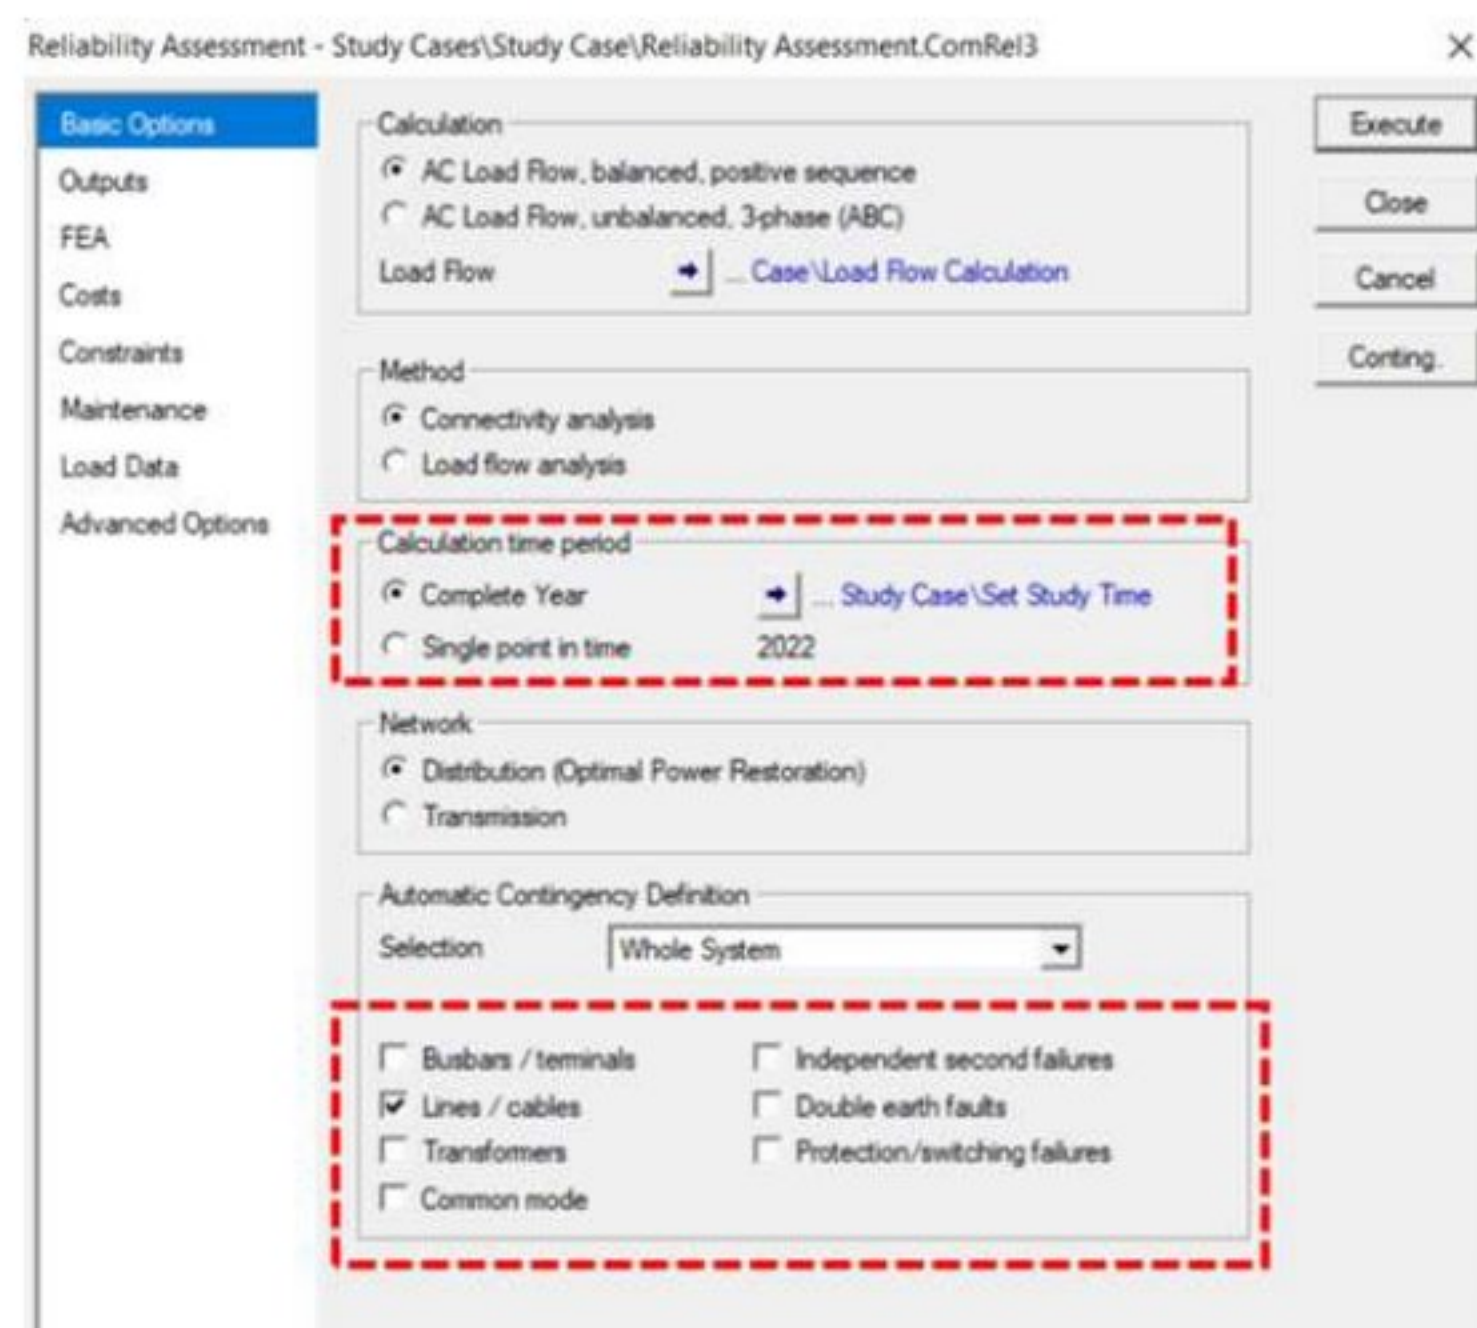 Reliability Assessment - Study Cases\Study Case\Reliability Assessment.ComRel3
Basic Options
Outputs
FEA
Costs
Constraints
Maintenance
Load Data
Advanced Options
Calculation
AC Load Flow, balanced, positive sequence
AC Load Flow, unbalanced, 3-phase (ABC)
Load Flow ... Case\Load Flow Calculation
Method
Connectivity analysis
Load flow analysis
Calculation time period
Complete Year ... Study Case\Set Study Time
Single point in time 2022
Network
Distribution (Optimal Power Restoration)
Transmission
Automatic Contingency Definition
Selection Whole System
Busbars / terminals Independent second failures
Lines / cables Double earth faults
Transformers Protection/switching failures
Common mode
Execute
Close
Cancel
Conting.